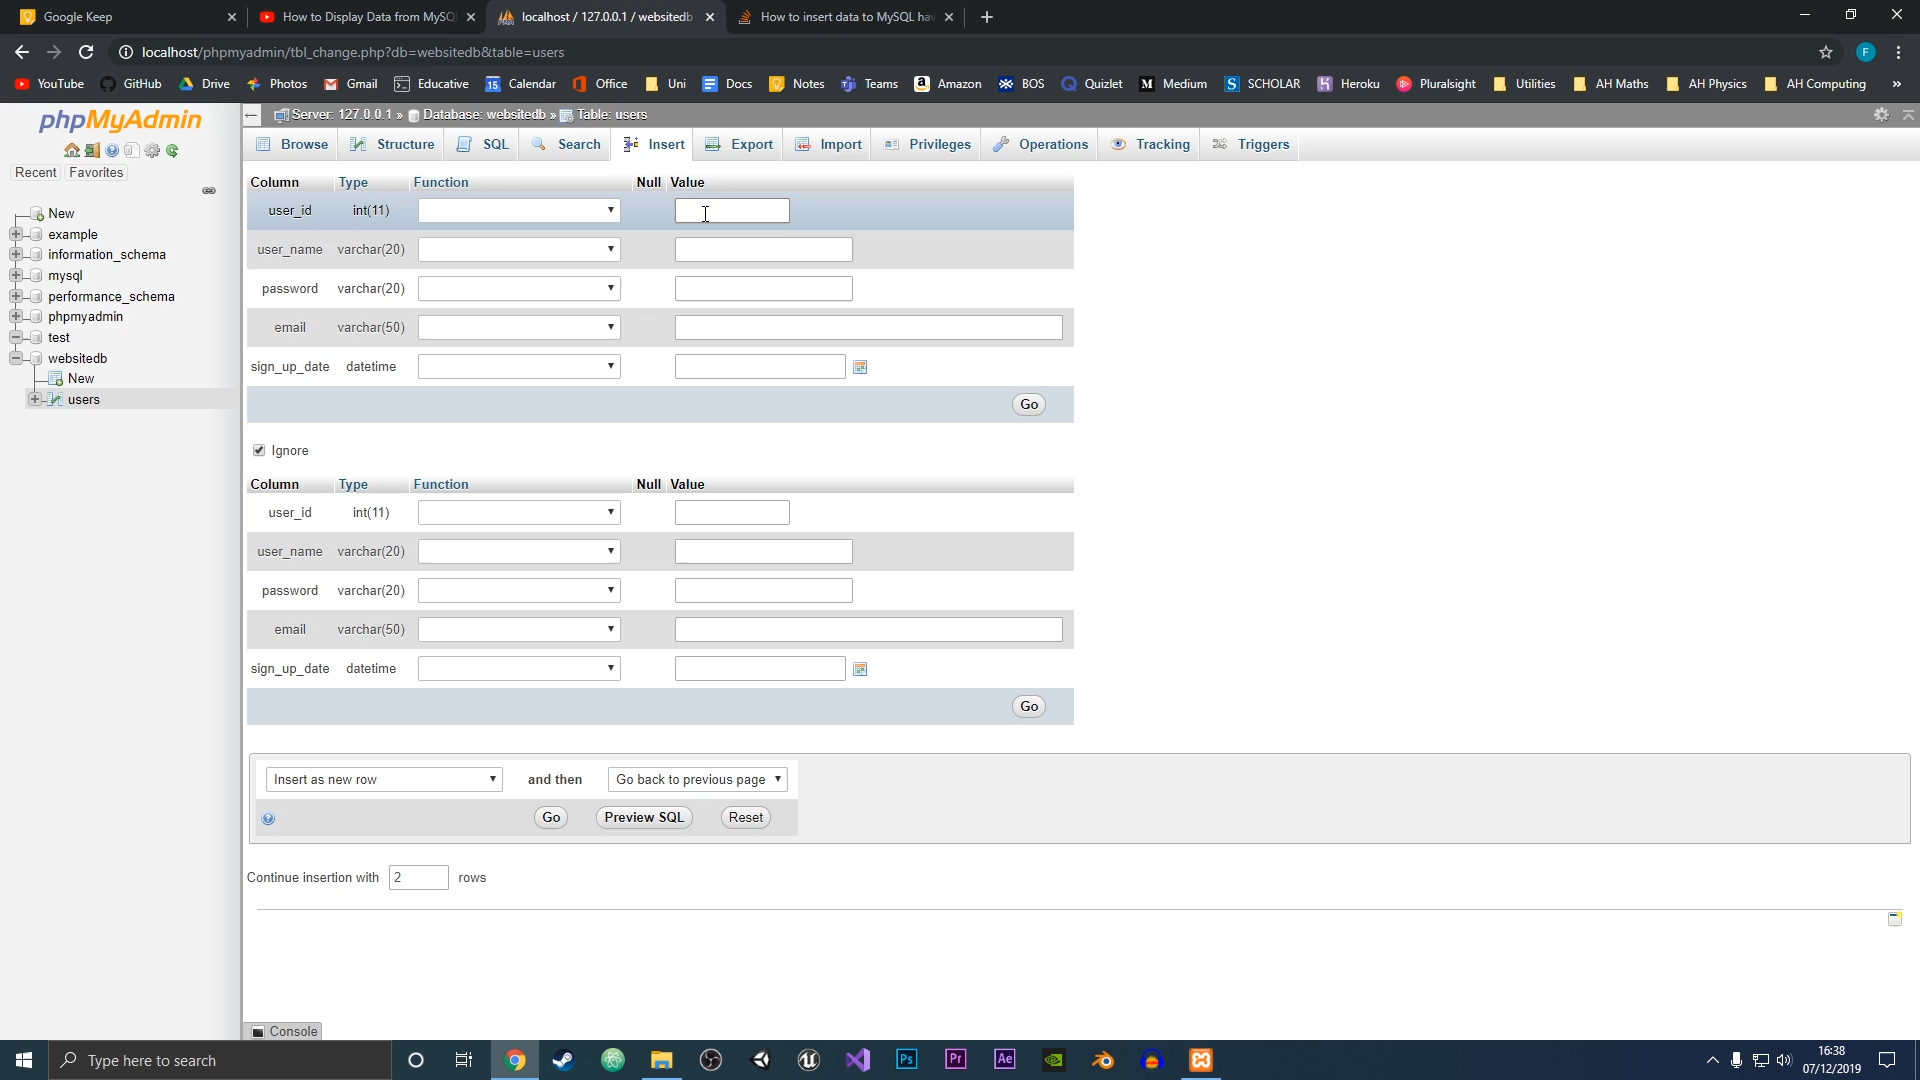 Google Keep
How to Display Data from MySQL
localhost / 127.0.0.1 / websitedb
How to insert data to MySQL hav
localhost/phpmyadmin/tbl_change.php?db=websitedb&table=users
F
YouTube GitHub Drive Photos Gmail Educative Calendar Office Uni Docs Notes Teams Amazon BOS Quizlet Medium SCHOLAR Heroku Pluralsight Utilities AH Maths AH Physics AH Computing »
phpMyAdmin
Recent Favorites
New
example
information_schema
mysql
performance_schema
phpmyadmin
test
websitedb
New
users
Server: 127.0.0.1 » Database: websitedb » Table: users
Browse Structure SQL Search Insert Export Import Privileges Operations Tracking Triggers
Column Type Function Null Value
user_id int(11)
user_name varchar(20)
password varchar(20)
email varchar(50)
sign_up_date datetime
Go
Ignore
Column Type Function Null Value
user_id int(11)
user_name varchar(20)
password varchar(20)
email varchar(50)
sign_up_date datetime
Go
Insert as new row and then Go back to previous page
Go Preview SQL Reset
Continue insertion with 2 rows
Console
Type here to search
Ps Pr Ae
16:38
07/12/2019